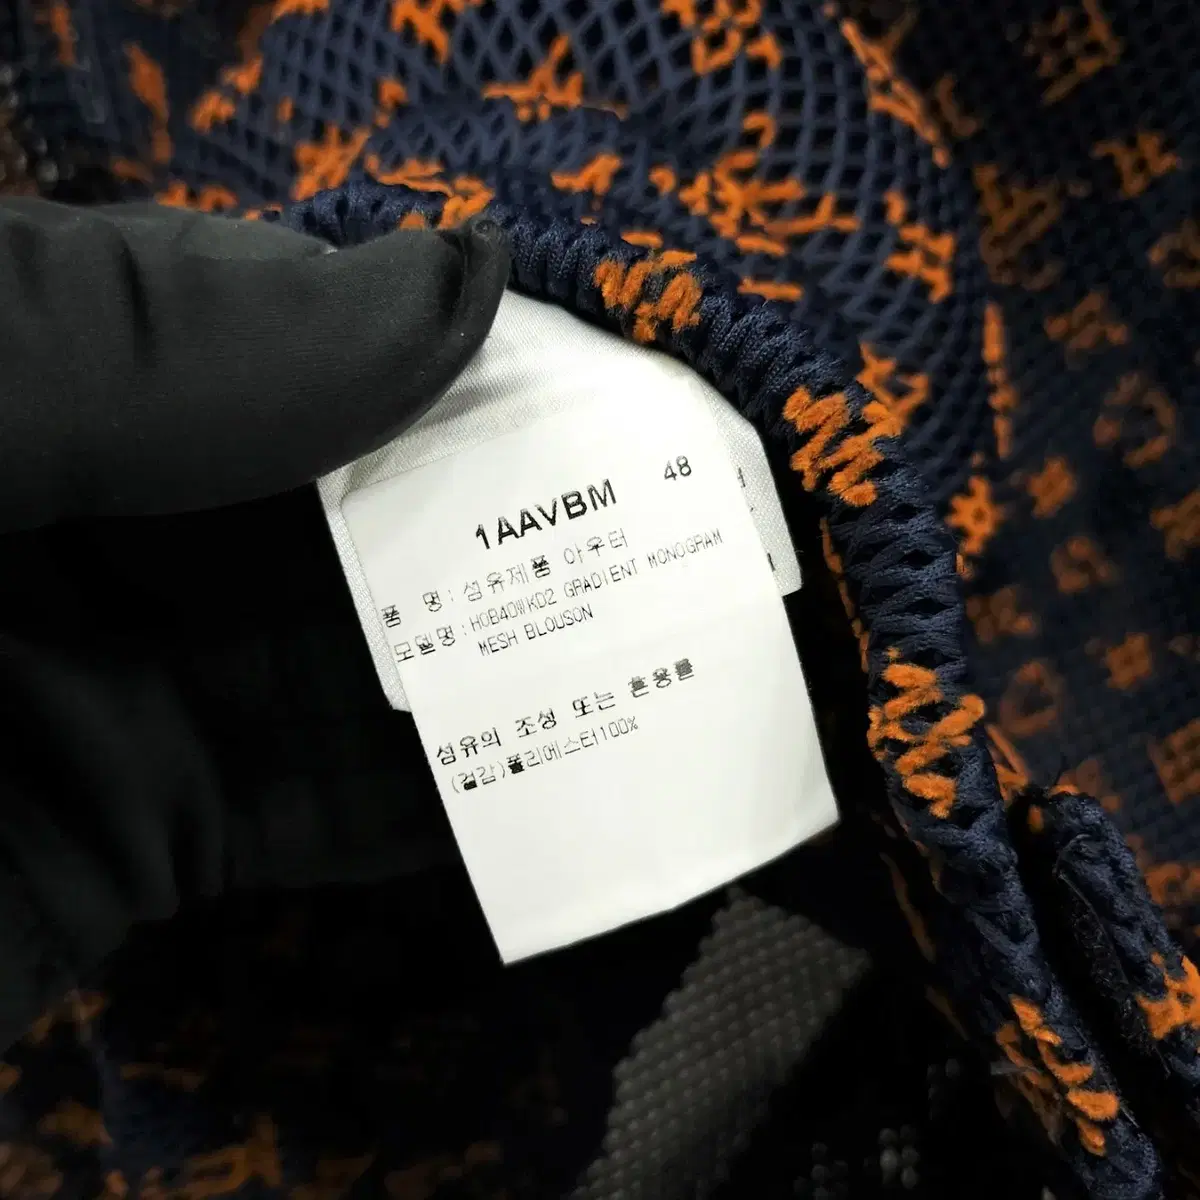 1AAVBM 48
품 명: 섬유제품 아우터
모델명: HOB40WKD2 GRADIENT MONOGRAM
MESH BLOUSON
섬유의 조성 또는 혼용률
(겉감)폴리에스터100%